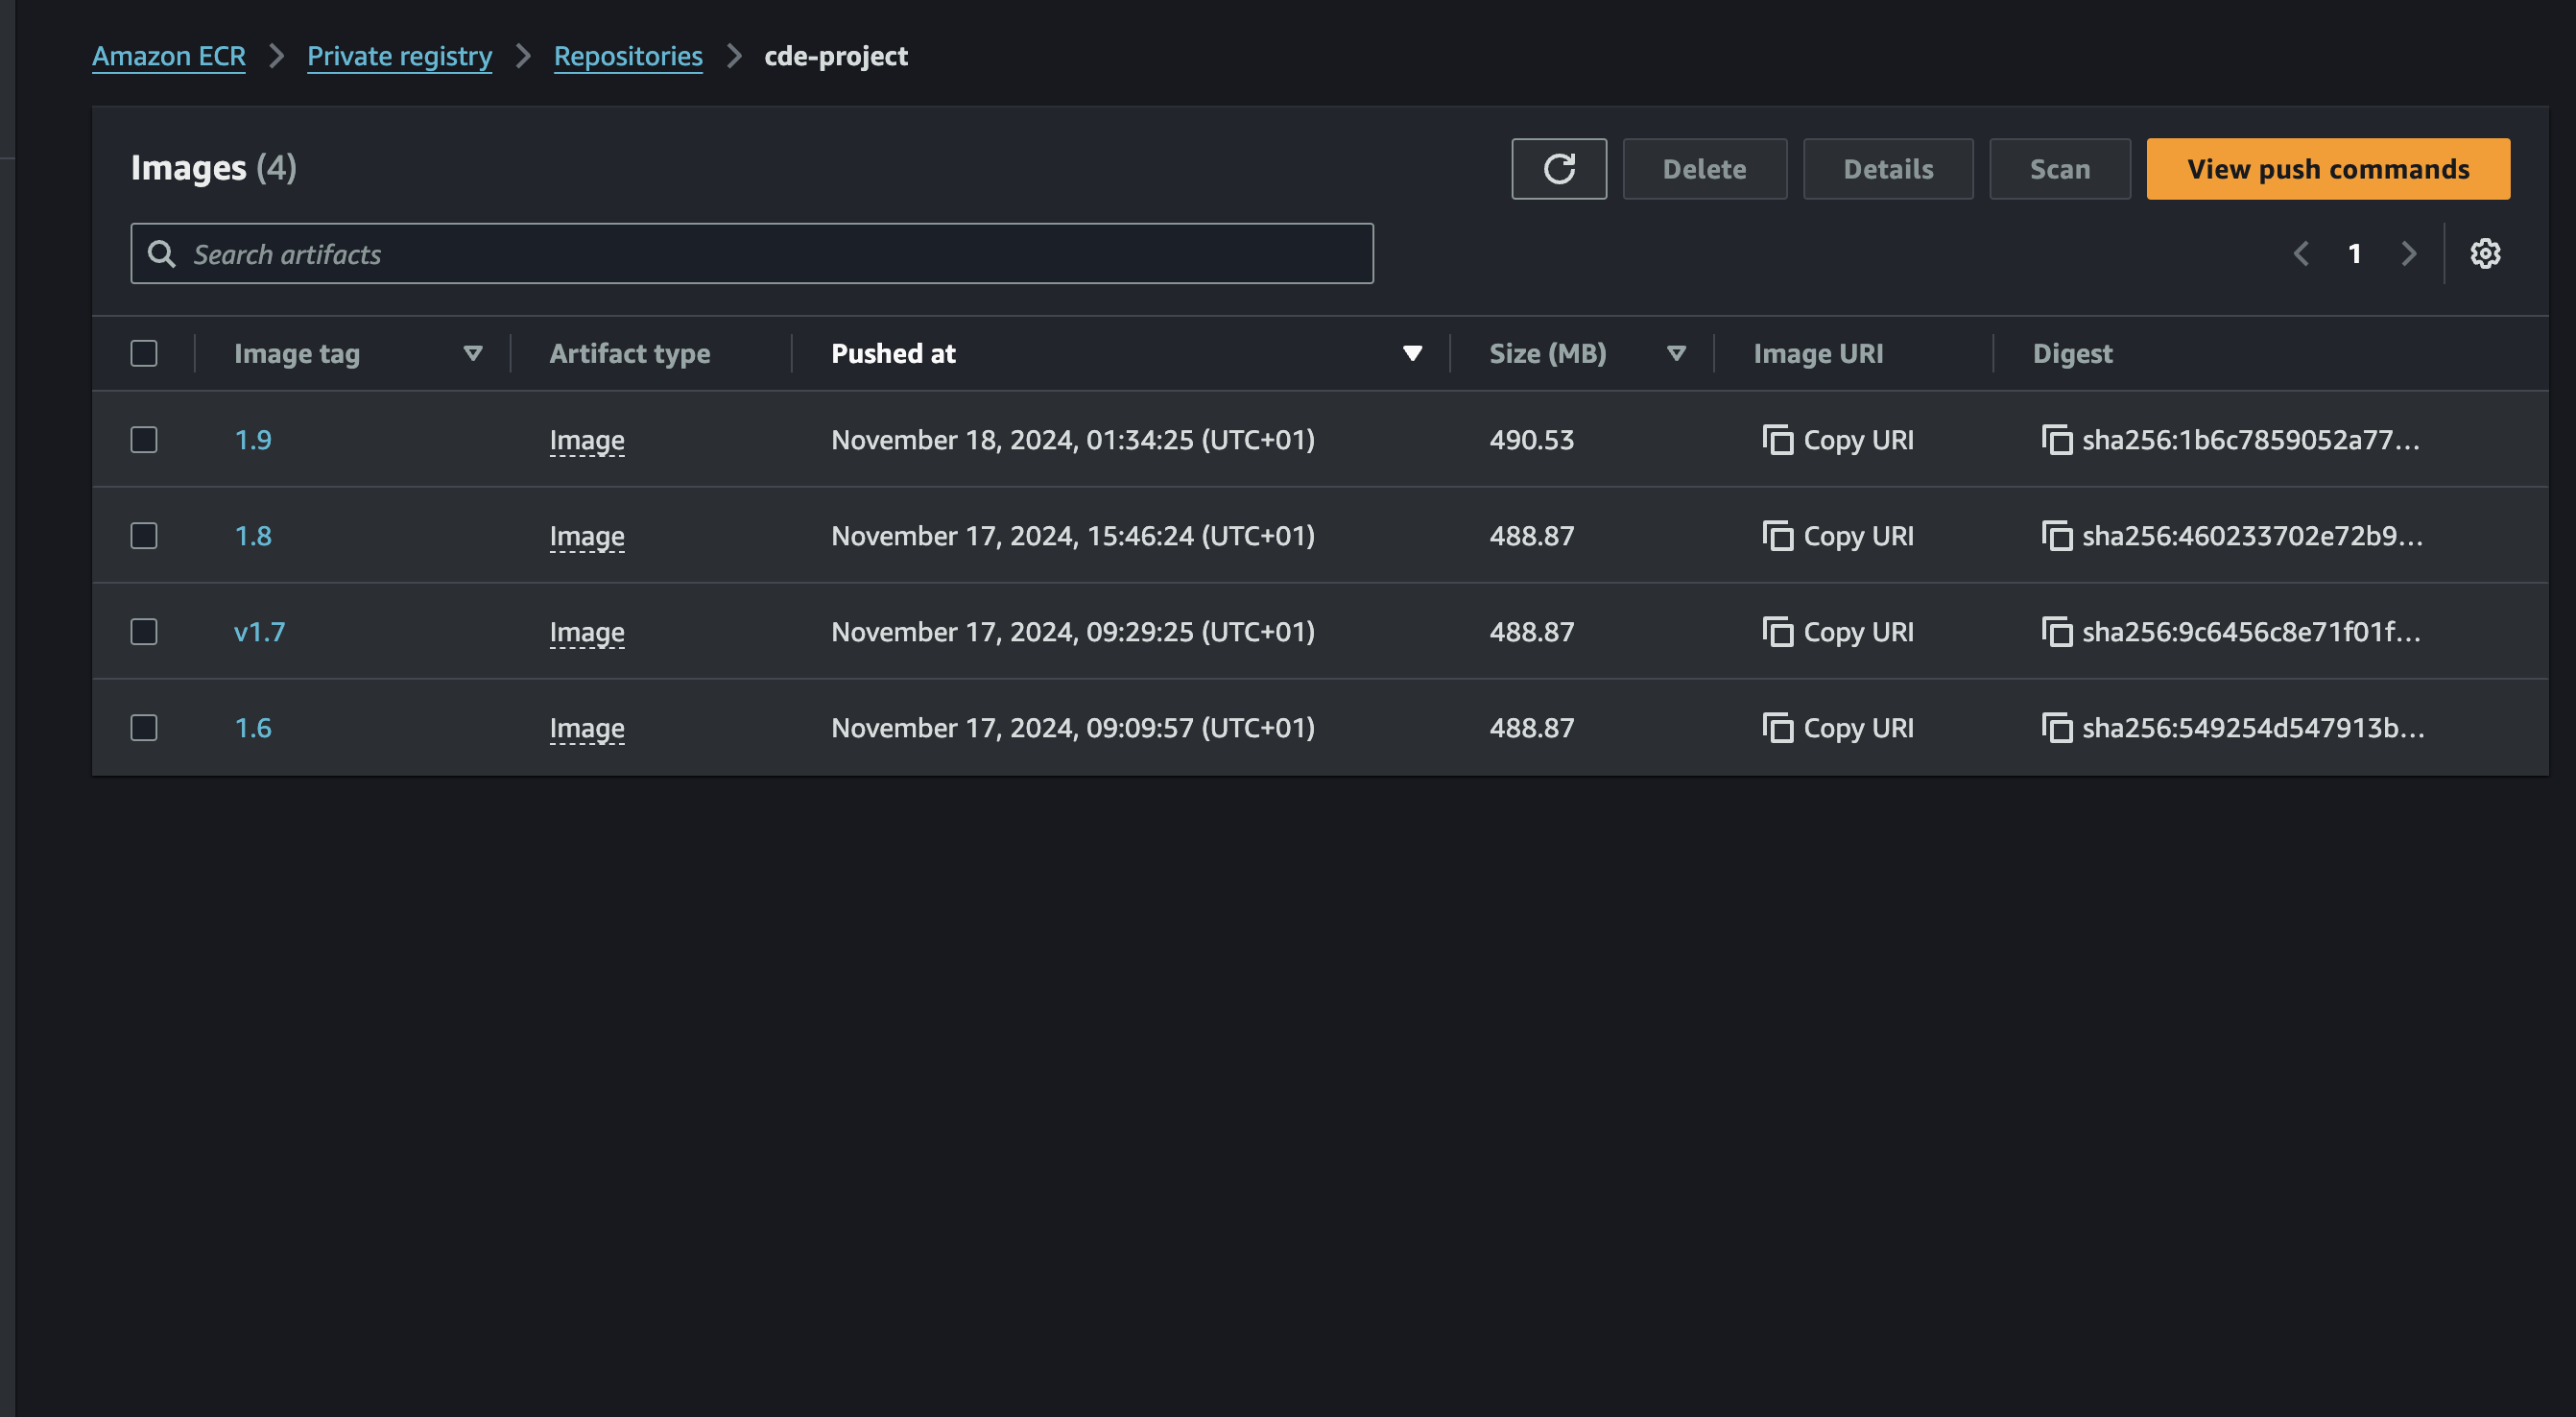 Amazon ECR > Private registry > Repositories > cde-project
Images (4)
Delete Details Scan View push commands
Search artifacts
1
Image tag Artifact type Pushed at Size (MB) Image URI Digest
1.9 Image November 18, 2024, 01:34:25 (UTC+01) 490.53 Copy URI sha256:1b6c7859052a77...
1.8 Image November 17, 2024, 15:46:24 (UTC+01) 488.87 Copy URI sha256:460233702e72b9...
v1.7 Image November 17, 2024, 09:29:25 (UTC+01) 488.87 Copy URI sha256:9c6456c8e71f01f...
1.6 Image November 17, 2024, 09:09:57 (UTC+01) 488.87 Copy URI sha256:549254d547913b...